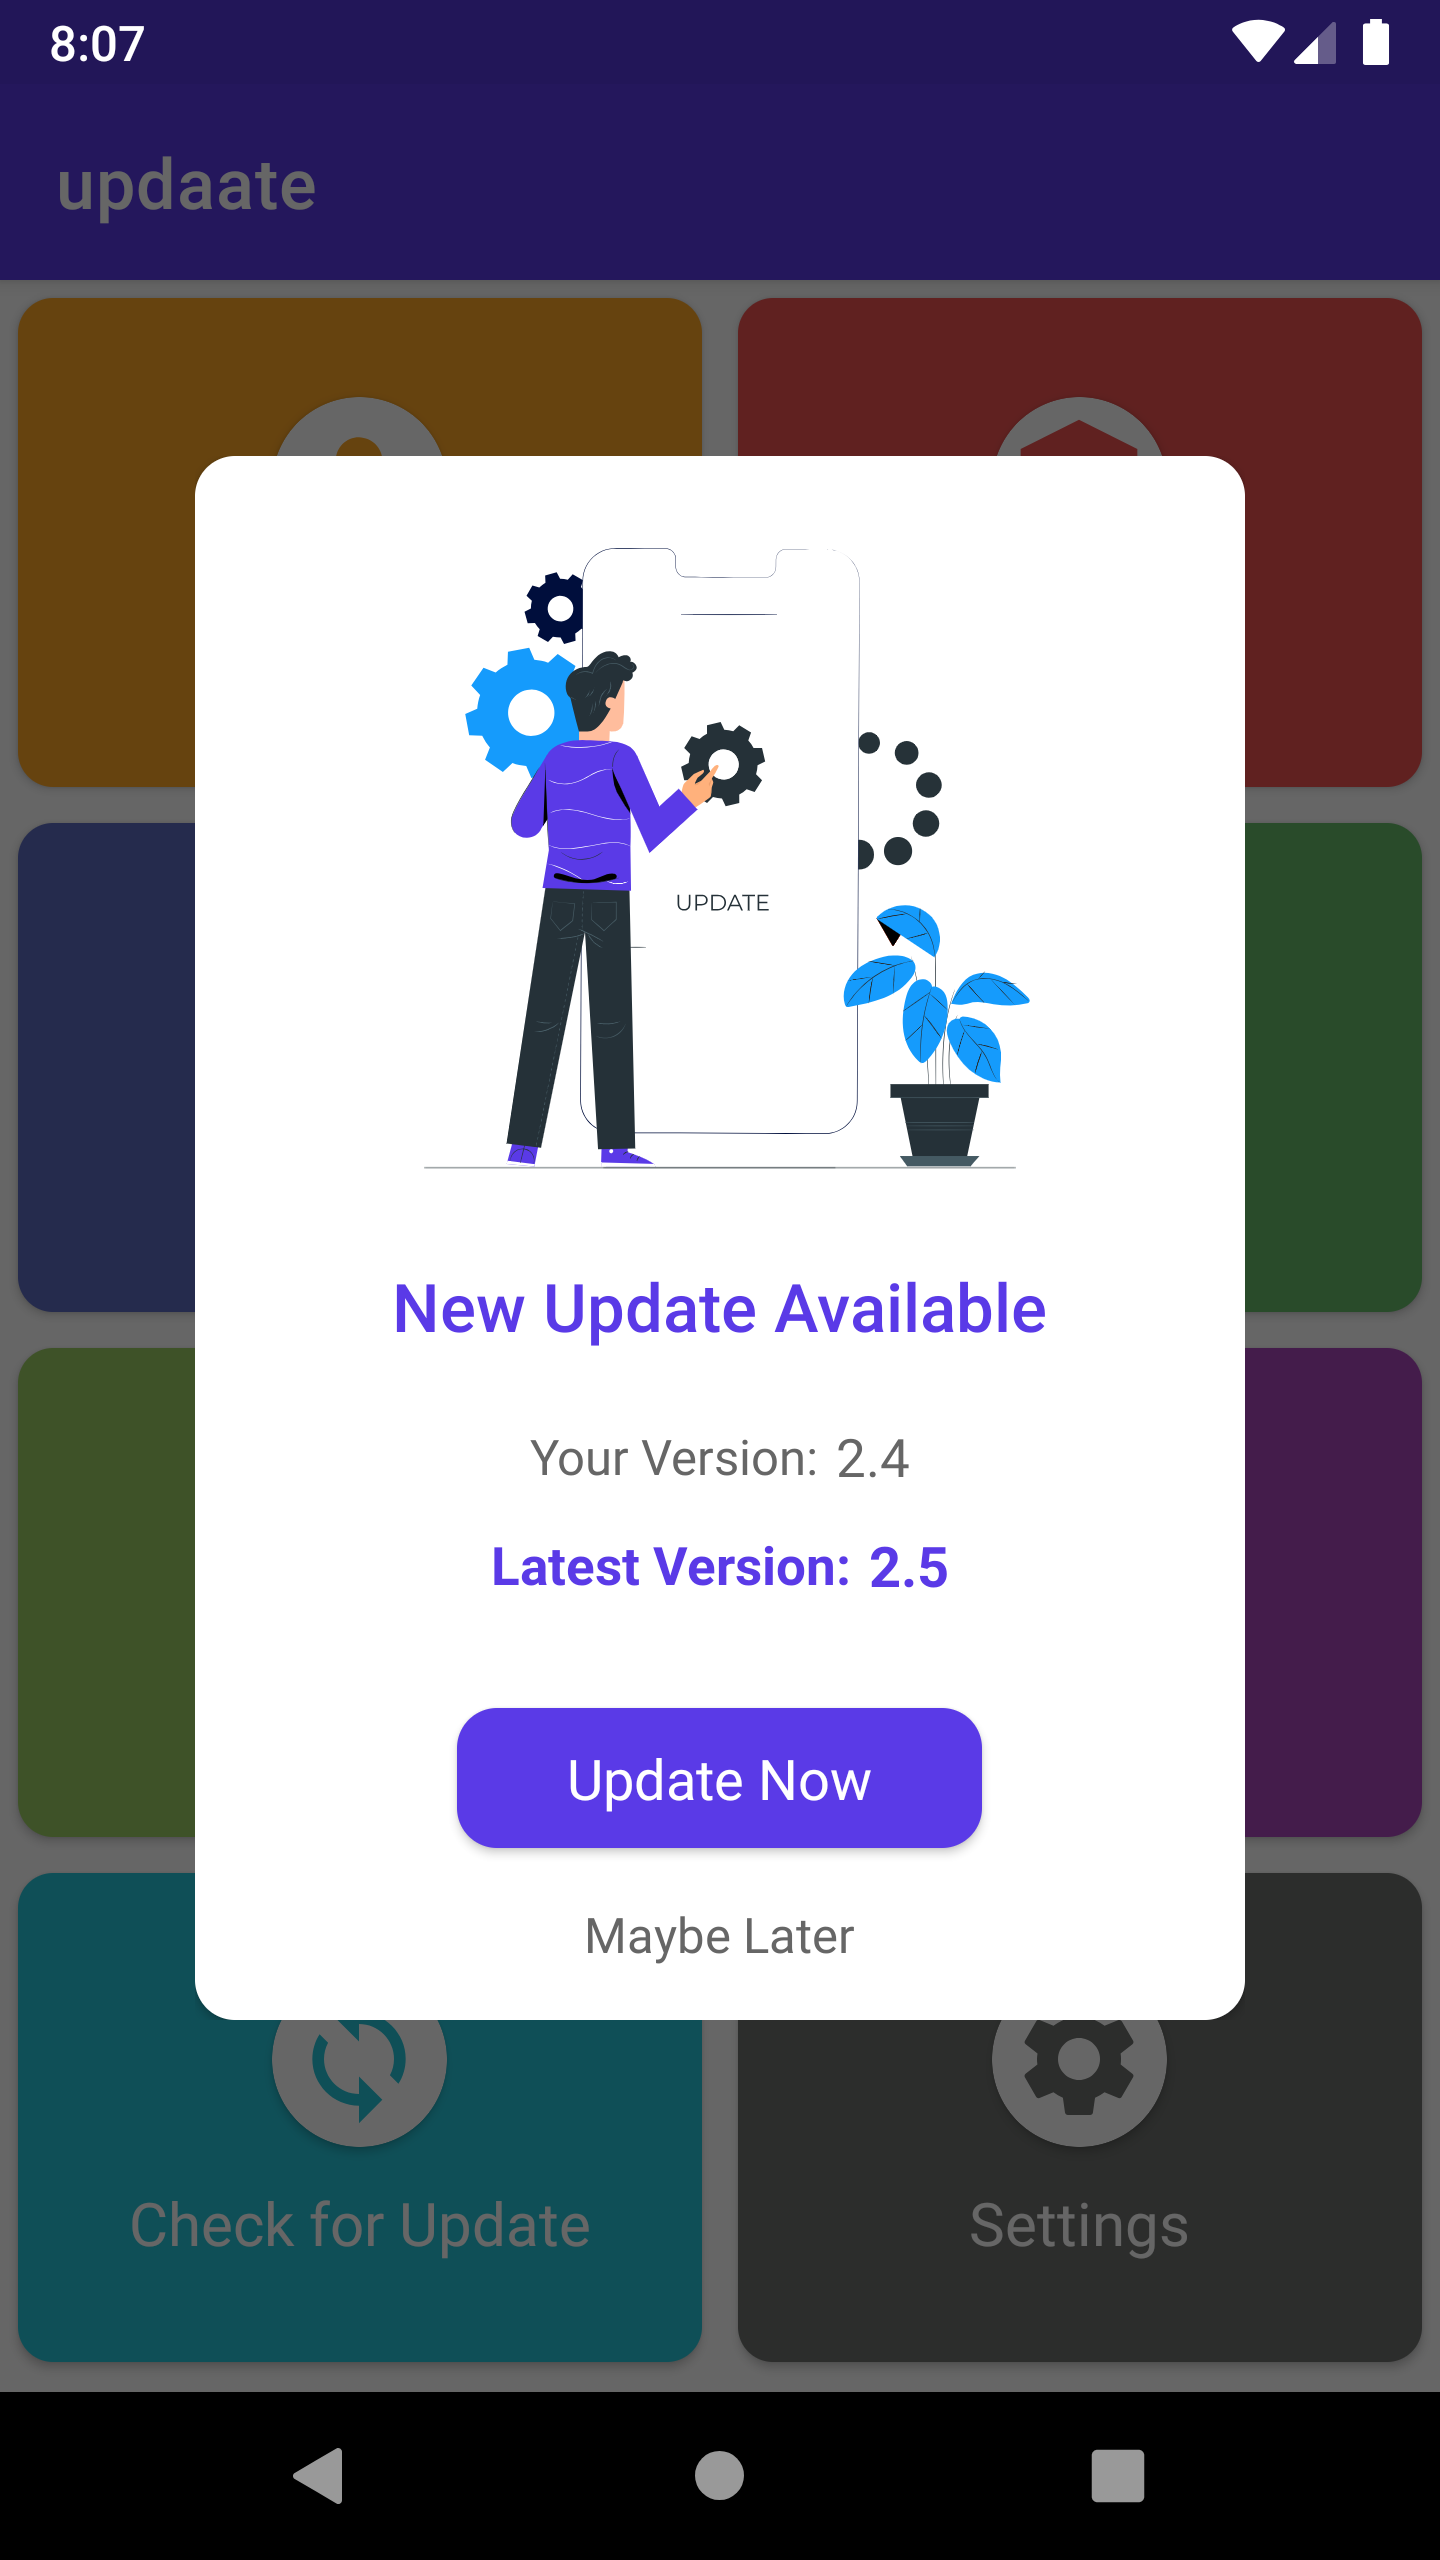 8:07
updaate
UPDATE
New Update Available
Your Version: 2.4
Latest Version: 2.5
Update Now
Maybe Later
Check for Update
Settings